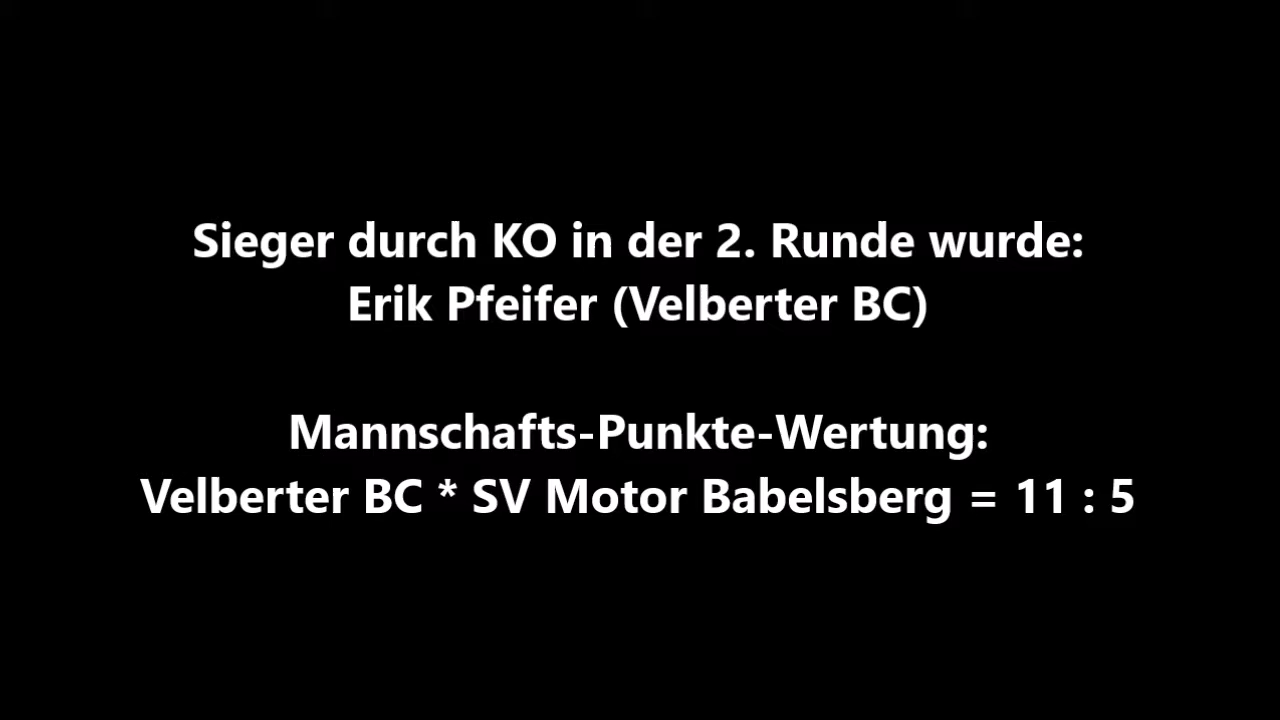 Sieger durch KO in der 2. Runde wurde:
Erik Pfeifer (Velberter BC)
Mannschafts-Punkte-Wertung:
Velberter BC * SV Motor Babelsberg = 11 : 5